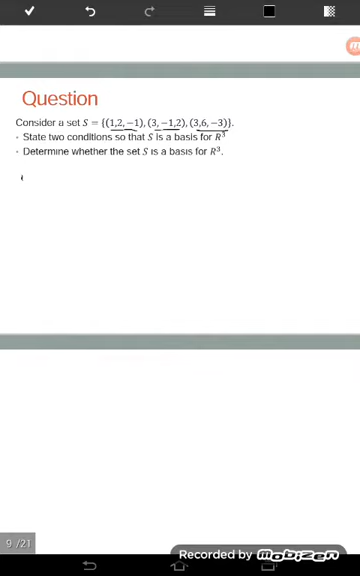 Question
Consider a set S = {(1,2, −1), (3, −1,2), (3,6, −3)}.
• State two conditions so that S is a basis for R³
• Determine whether the set S is a basis for R³.
9 /21
Recorded by mobizen